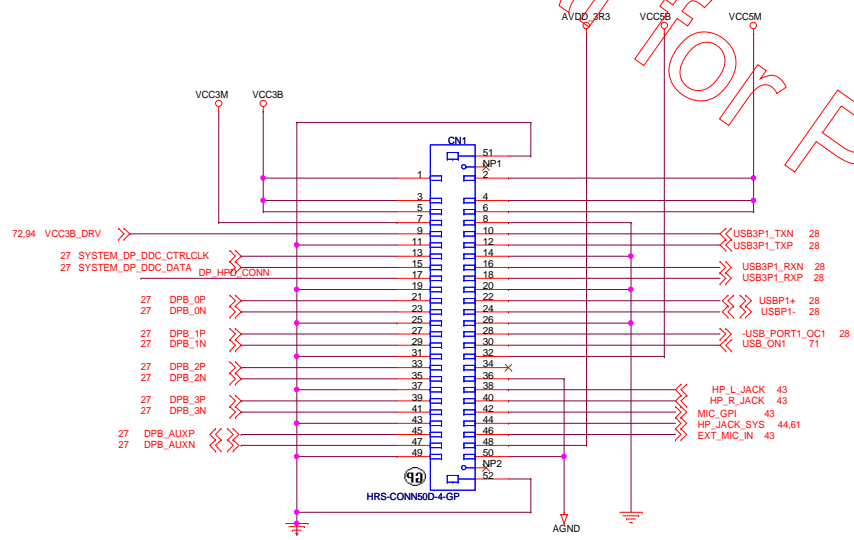 AVDD_3R3 VCC5B VCC5M
for P
VCC3M VCC3B
CN1
51
NP1
1 2
3 4
5 6
7 8
72,94 VCC3B_DRV 9 10 USB3P1_TXN 28
11 12 USB3P1_TXP 28
27 SYSTEM_DP_DDC_CTRLCLK 13 14
27 SYSTEM_DP_DDC_DATA 15 16 USB3P1_RXN 28
DP_HPD_CONN 17 18 USB3P1_RXP 28
19 20
27 DPB_0P 21 22 USBP1+ 28
27 DPB_0N 23 24 USBP1- 28
25 26
27 DPB_1P 27 28 -USB_PORT1_OC1 28
27 DPB_1N 29 30 USB_ON1 71
31 32
27 DPB_2P 33 34
27 DPB_2N 35 36
37 38 HP_L_JACK 43
27 DPB_3P 39 40 HP_R_JACK 43
27 DPB_3N 41 42 MIC_GPI 43
43 44 HP_JACK_SYS 44,61
27 DPB_AUXP 45 46 EXT_MIC_IN 43
27 DPB_AUXN 47 48
49 50
NP2
GP 52
HRS-CONN50D-4-GP
AGND